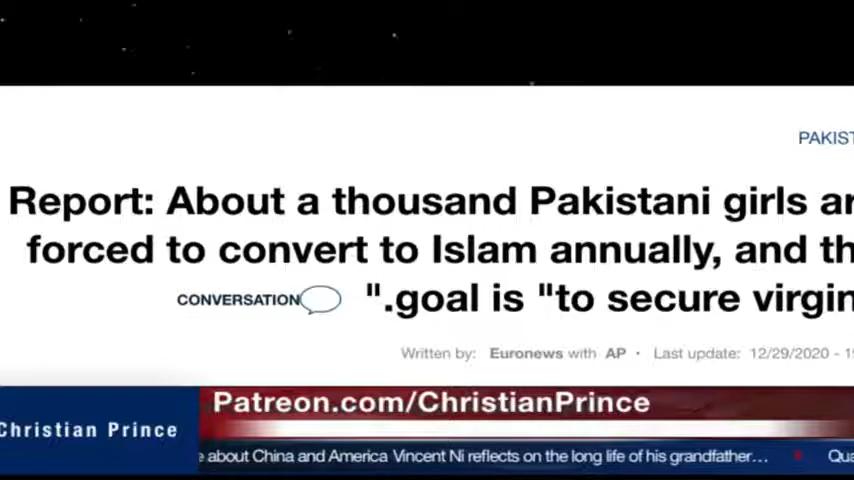 PAKIST
Report: About a thousand Pakistani girls ar
forced to convert to Islam annually, and th
CONVERSATION ".goal is "to secure virgin
Written by: Euronews with AP · Last update: 12/29/2020 - 1
Patreon.com/ChristianPrince
Christian Prince
e about China and America Vincent Ni reflects on the long life of his grandfather... • Qua